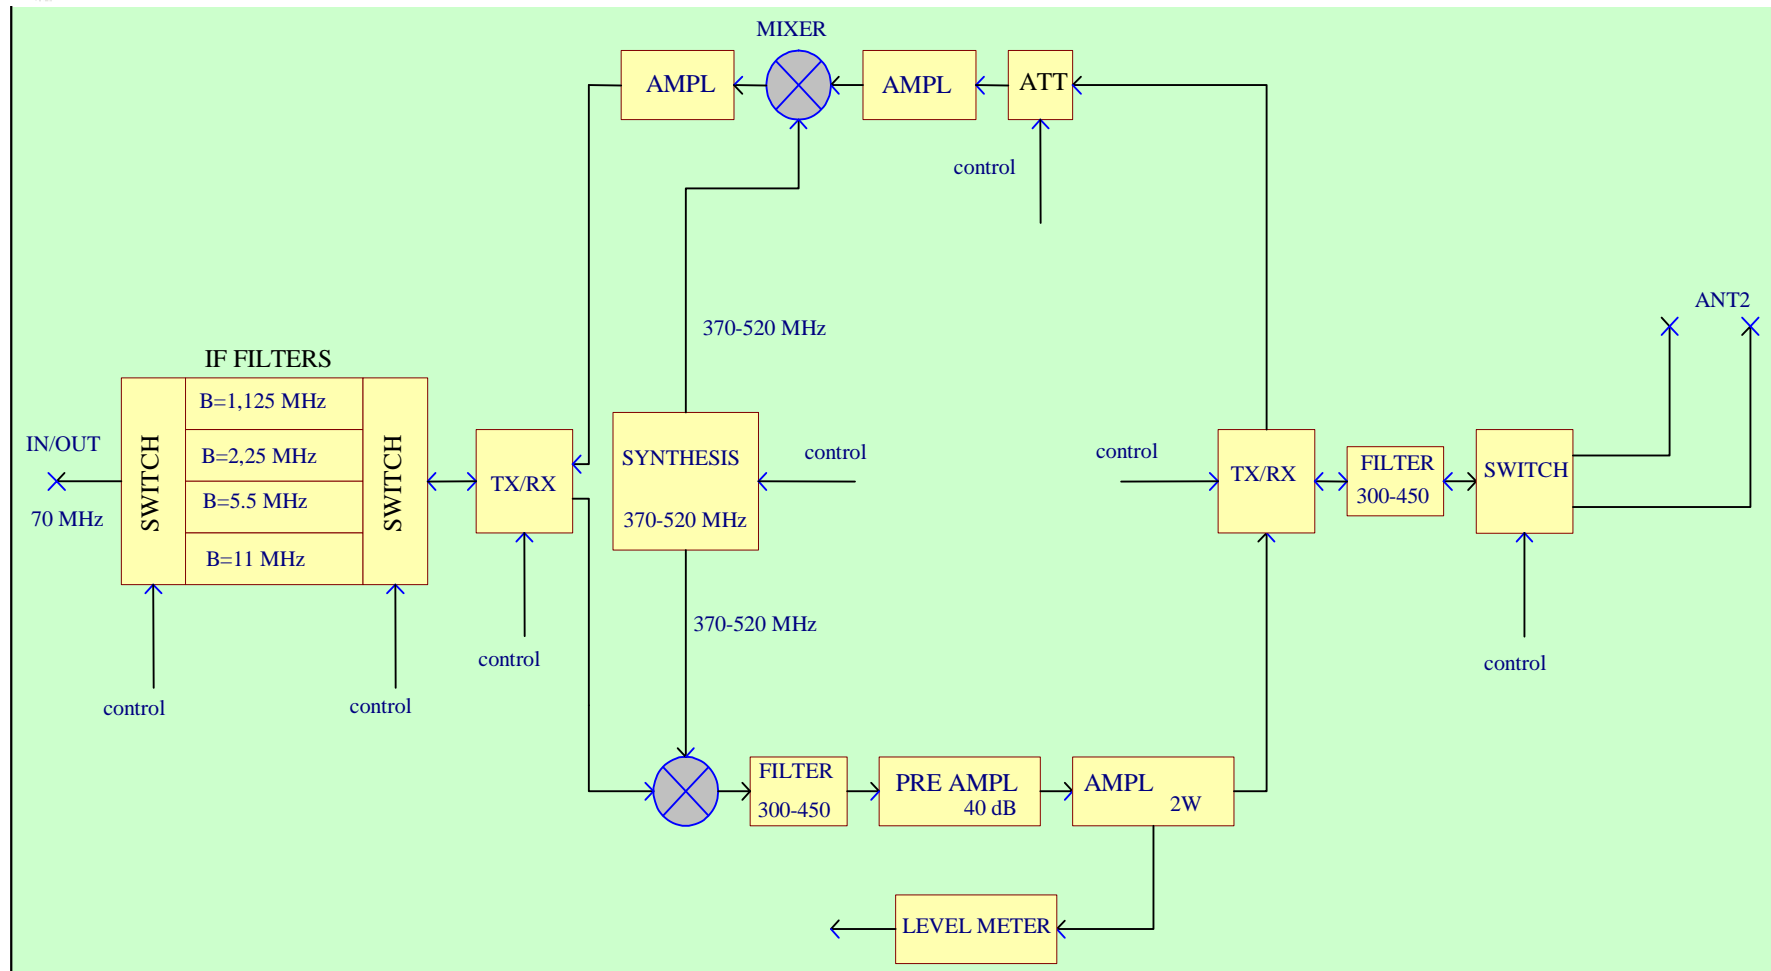 MIXER
AMPL
AMPL
ATT
control
370-520 MHz
ANT2
IF FILTERS
B=1,125 MHz
B=2,25 MHz
B=5.5 MHz
B=11 MHz
SWITCH
SWITCH
IN/OUT
70 MHz
TX/RX
SYNTHESIS
370-520 MHz
control
control
TX/RX
FILTER
300-450
SWITCH
control
control
control
370-520 MHz
control
FILTER
300-450
PRE AMPL
40 dB
AMPL
2W
LEVEL METER